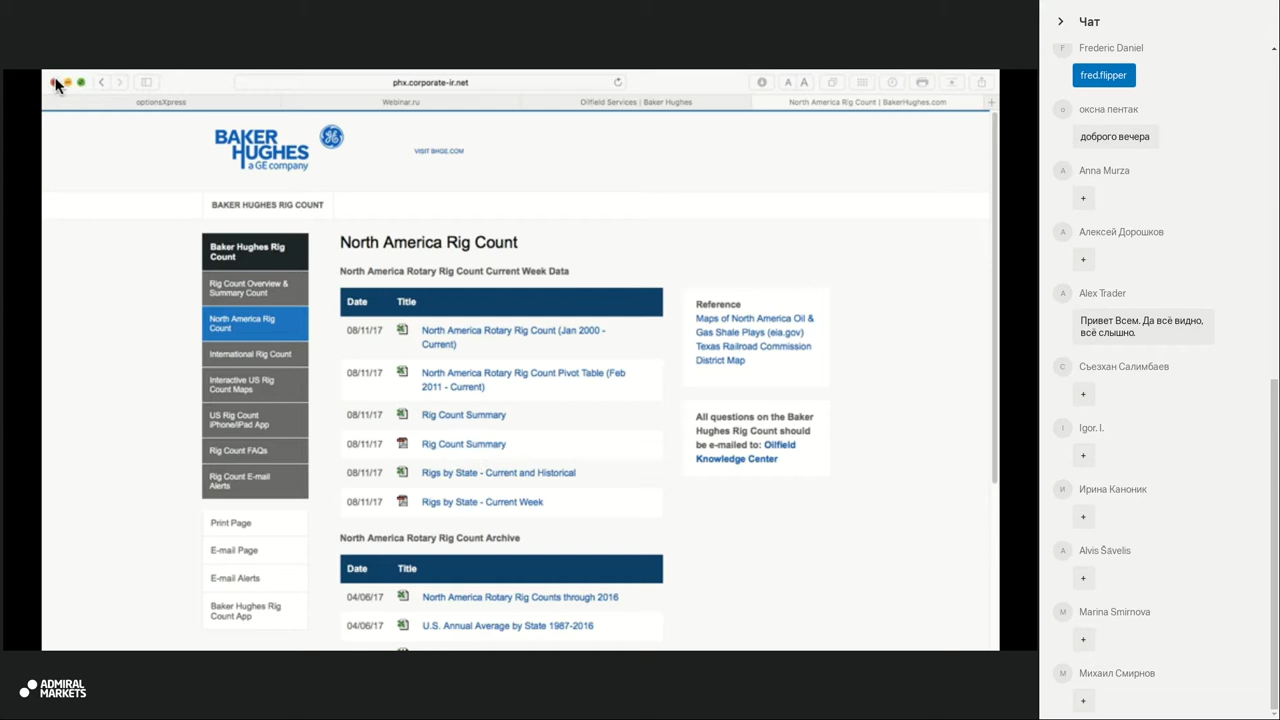 phx.corporate-ir.net
A A
optionsXpress
Webinar.ru
Oilfield Services | Baker Hughes
North America Rig Count | BakerHughes.com
BAKER
HUGHES
a GE company
VISIT BHGE.COM
BAKER HUGHES RIG COUNT
Baker Hughes Rig
Count
Rig Count Overview &
Summary Count
North America Rig
Count
International Rig Count
Interactive US Rig
Count Maps
US Rig Count
iPhone/iPad App
Rig Count FAQs
Rig Count E-mail
Alerts
Print Page
E-mail Page
E-mail Alerts
Baker Hughes Rig
Count App
North America Rig Count
North America Rotary Rig Count Current Week Data
Date Title
08/11/17 North America Rotary Rig Count (Jan 2000 -
Current)
08/11/17 North America Rotary Rig Count Pivot Table (Feb
2011 - Current)
08/11/17 Rig Count Summary
08/11/17 Rig Count Summary
08/11/17 Rigs by State - Current and Historical
08/11/17 Rigs by State - Current Week
North America Rotary Rig Count Archive
Date Title
04/06/17 North America Rotary Rig Counts through 2016
04/06/17 U.S. Annual Average by State 1987-2016
Reference
Maps of North America Oil &
Gas Shale Plays (eia.gov)
Texas Railroad Commission
District Map
All questions on the Baker
Hughes Rig Count should
be e-mailed to: Oilfield
Knowledge Center
ADMIRAL
MARKETS
Чат
F Frederic Daniel
fred.flipper
о оксна пентак
доброго вечера
A Anna Murza
+
А Алексей Дорошков
+
A Alex Trader
Привет Всем. Да всё видно,
всё слышно.
С Съезхан Салимбаев
+
I Igor. I.
+
И Ирина Каноник
+
A Alvis Šāvelis
+
M Marina Smirnova
+
М Михаил Смирнов
+